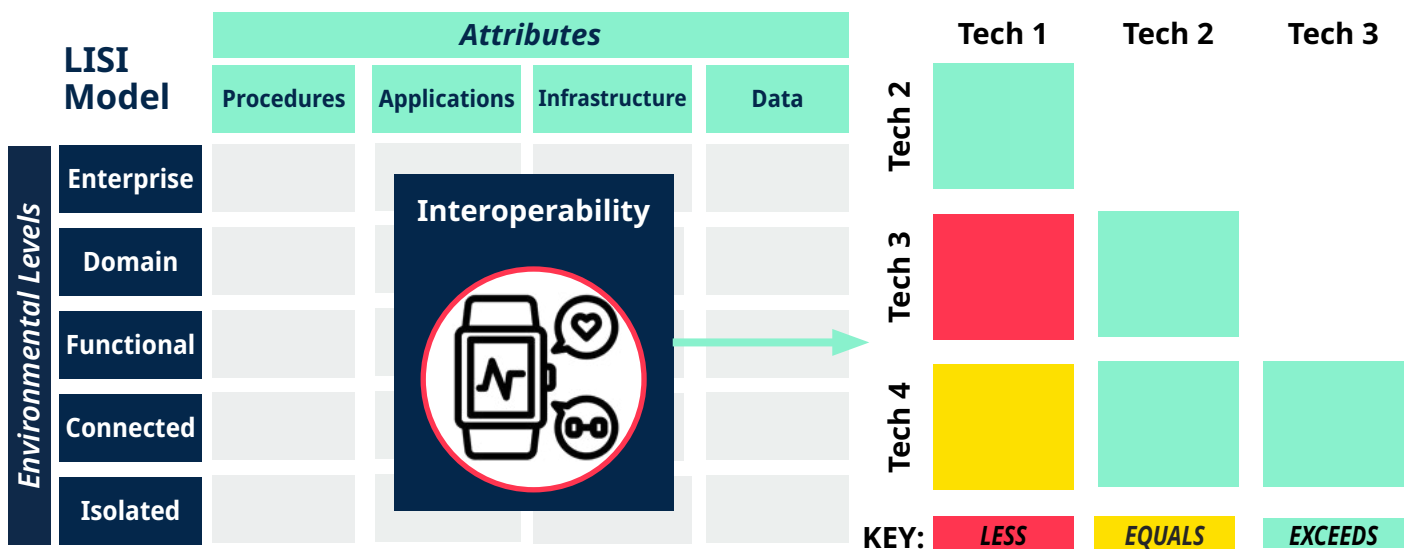 LISI
Model
Attributes
Procedures
Applications
Infrastructure
Data
Environmental Levels
Enterprise
Domain
Functional
Connected
Isolated
Interoperability
Tech 1
Tech 2
Tech 3
Tech 2
Tech 3
Tech 4
KEY:
LESS
EQUALS
EXCEEDS